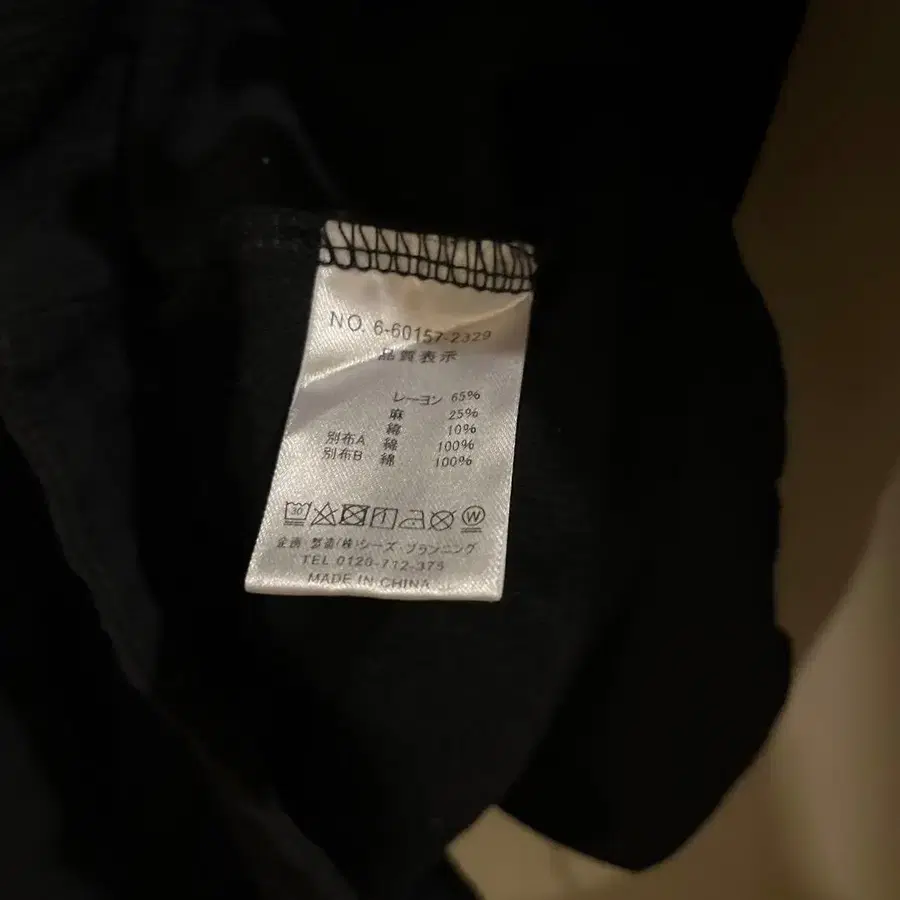 NO. 6-60157-2329
品質表示
レーヨン 65%
麻 25%
綿 10%
別布A 綿 100%
別布B 綿 100%
30 W
企画・製造(株)シーズ・プランニング
TEL 0120-772-375
MADE IN CHINA